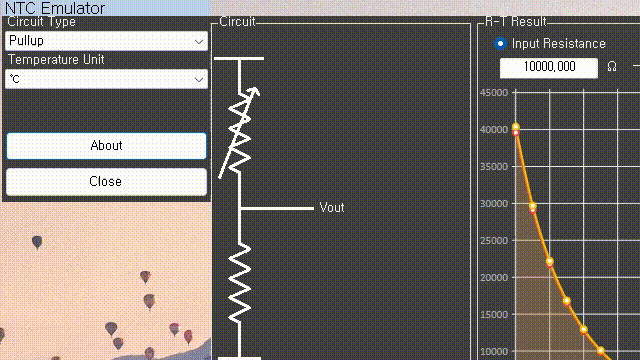 NTC Emulator
Circuit Type
Pullup
Temperature Unit
℃
About
Close
Circuit
Vout
R-T Result
Input Resistance
10000,000 Ω
45000
40000
35000
30000
25000
20000
15000
10000